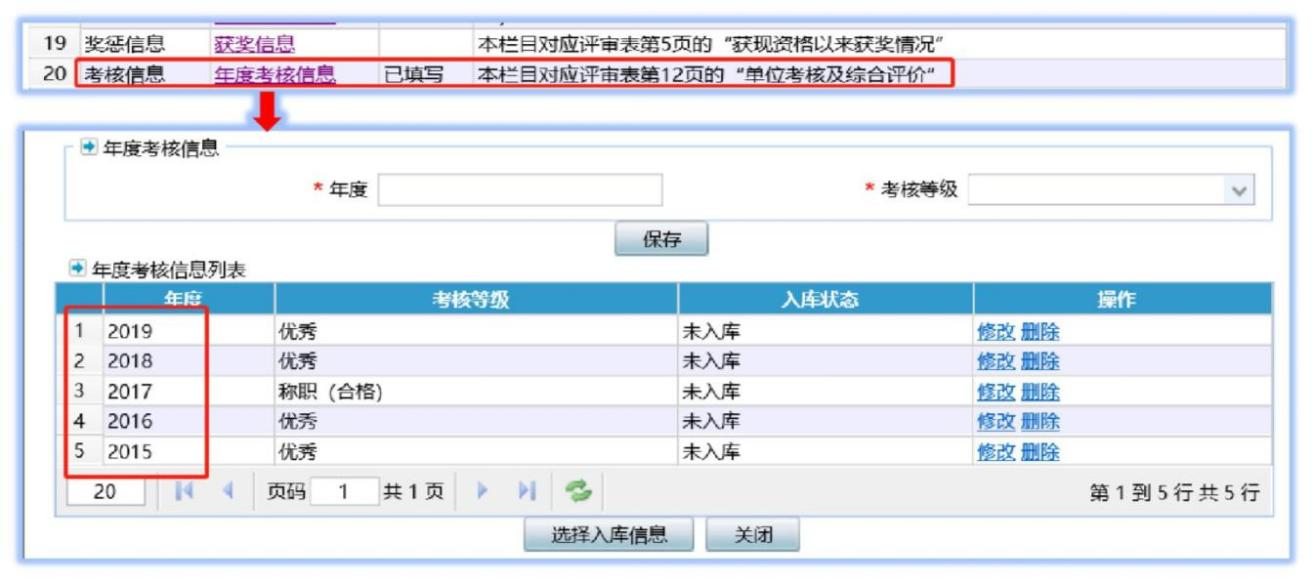 19 奖惩信息 获奖信息 本栏目对应评审表第5页的“获现资格以来获奖情况”
20 考核信息 年度考核信息 已填写 本栏目对应评审表第12页的“单位考核及综合评价”
年度考核信息
* 年度 * 考核等级
保存
年度考核信息列表
年度 考核等级 入库状态 操作
1 2019 优秀 未入库 修改 删除
2 2018 优秀 未入库 修改 删除
3 2017 称职（合格） 未入库 修改 删除
4 2016 优秀 未入库 修改 删除
5 2015 优秀 未入库 修改 删除
20 页码 1 共 1 页 第 1 到 5 行 共 5 行
选择入库信息 关闭